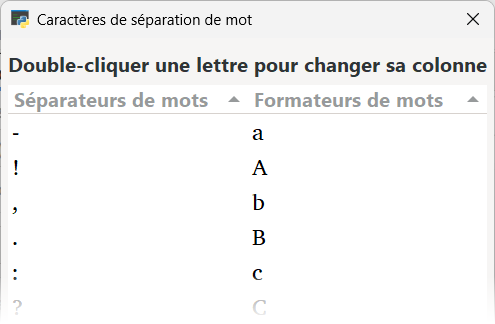 Caractères de séparation de mot
Double-cliquer une lettre pour changer sa colonne
Séparateurs de mots Formateurs de mots
- a
! A
, b
. B
: c
? C